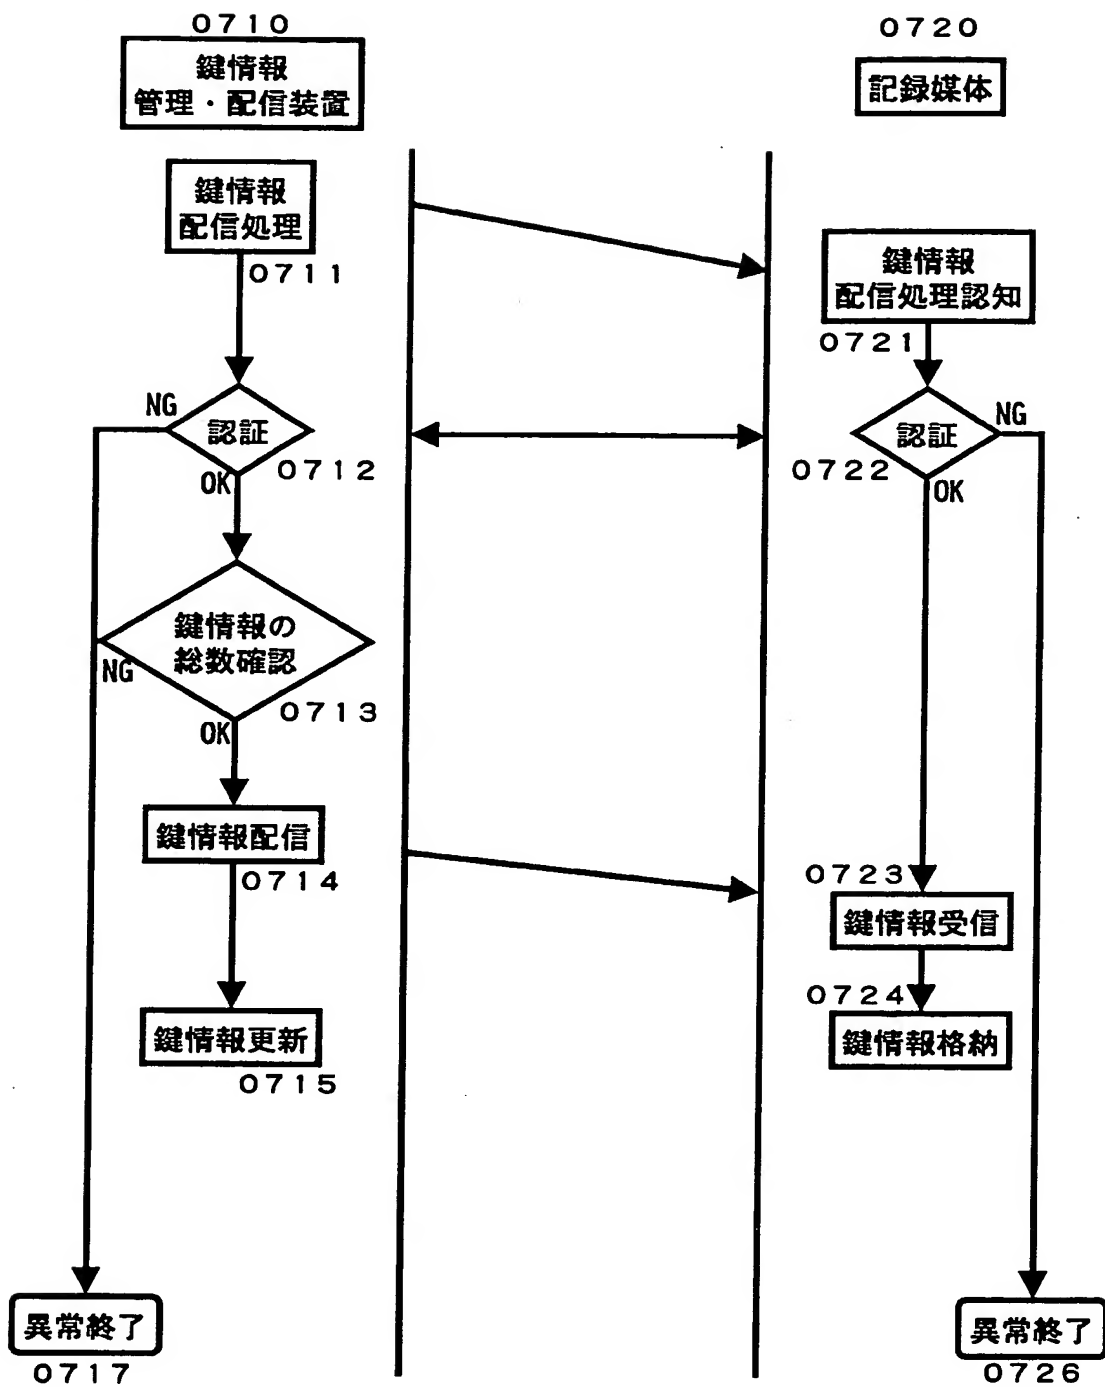 0710
鍵情報
管理・配信装置
鍵情報
配信処理
0711
NG
認証
0712
OK
鍵情報の
総数確認
NG
0713
OK
鍵情報配信
0714
鍵情報更新
0715
異常終了
0717
0720
記録媒体
鍵情報
配信処理認知
0721
NG
認証
0722
OK
0723
鍵情報受信
0724
鍵情報格納
異常終了
0726